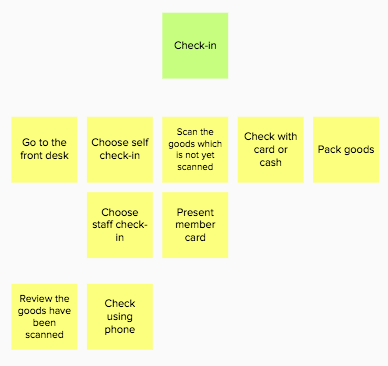 Check-in
Go to the
front desk
Choose self
check-in
Scan the
goods which
is not yet
scanned
Check with
card or
cash
Pack goods
Choose
staff check-
in
Present
member
card
Review the
goods have
been
scanned
Check
using
phone